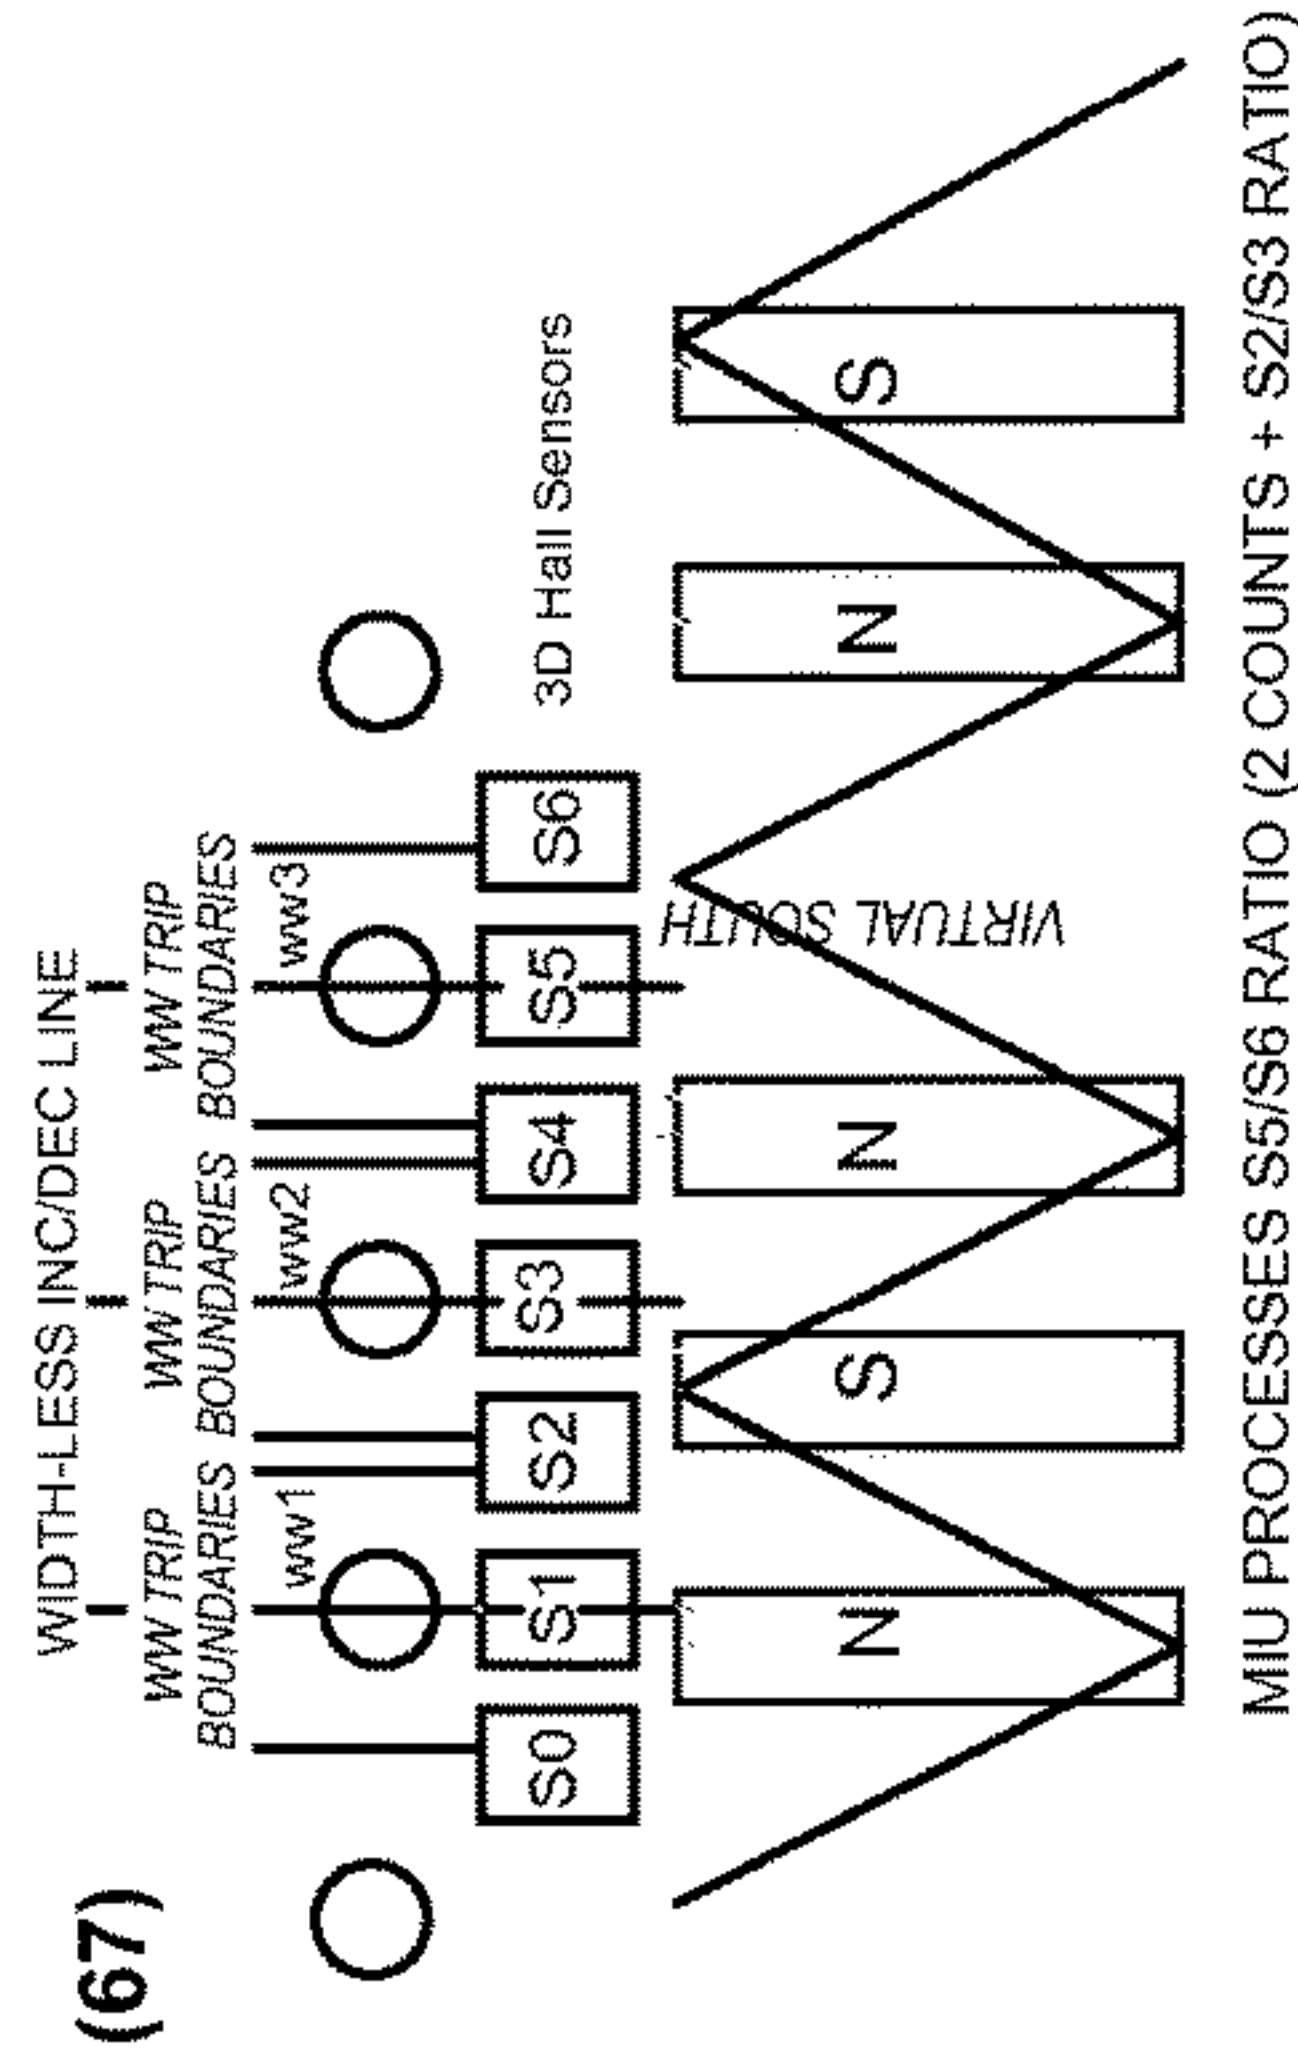 (67)
WIDTH-LESS INC/DEC LINE
WW TRIP BOUNDARIES
WW TRIP BOUNDARIES
WW TRIP BOUNDARIES
ww1
ww2
ww3
S0
S1
S2
S3
S4
S5
S6
3D Hall Sensors
VIRTUAL SOUTH
N
S
N
N
S
MIU PROCESSES S5/S6 RATIO (2 COUNTS + S2/S3 RATIO)